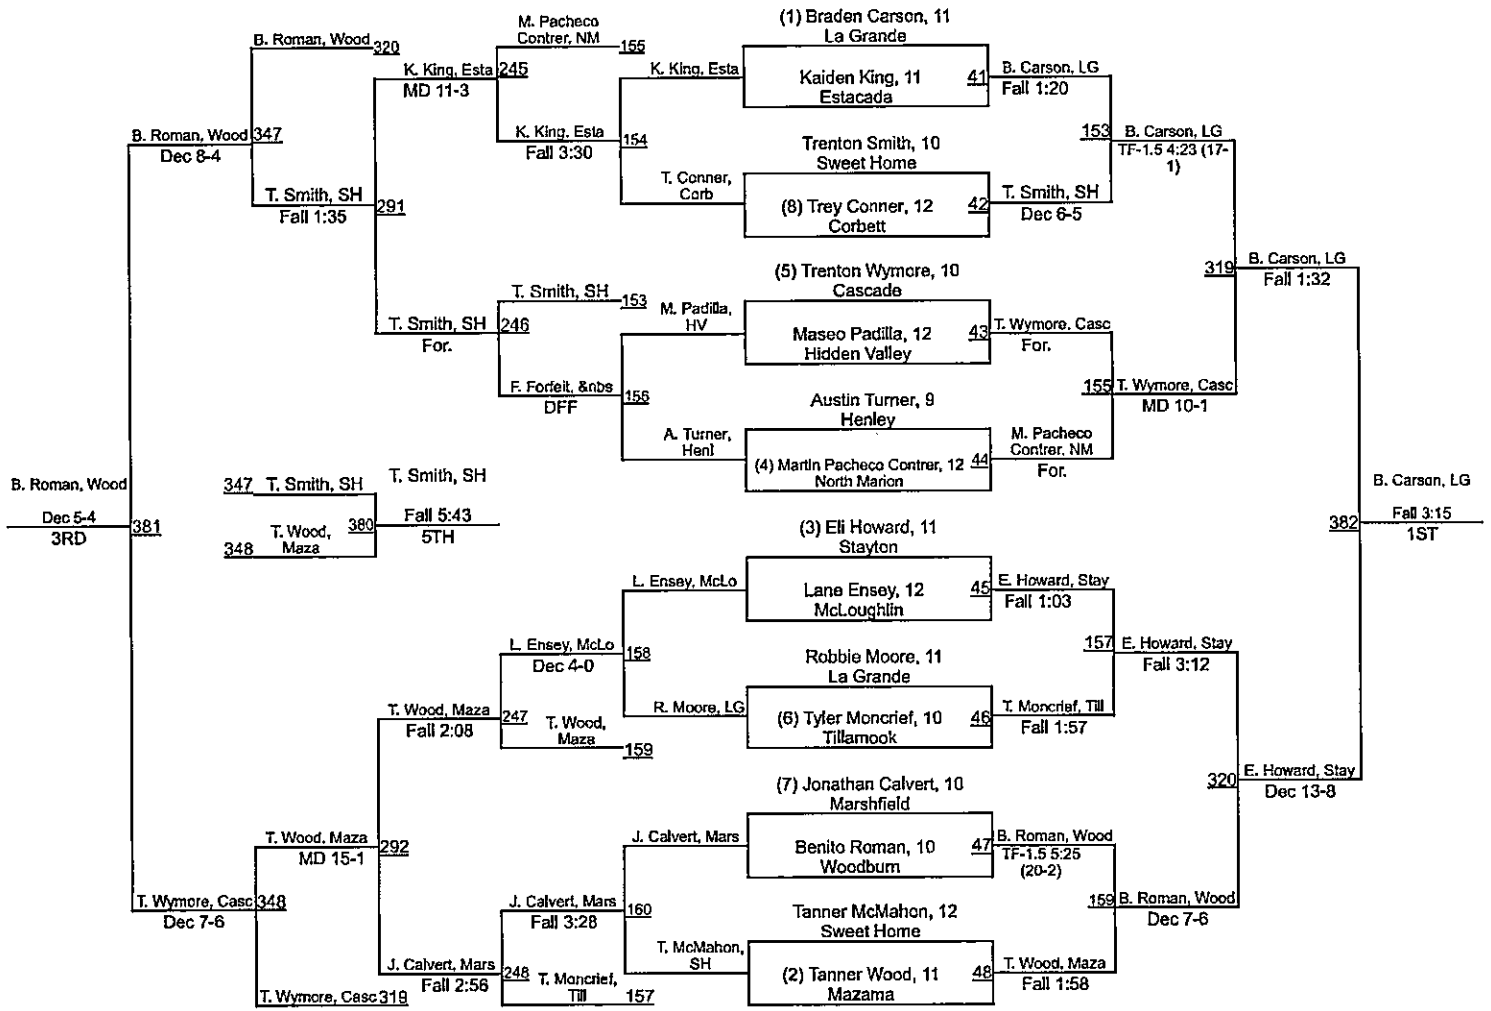 (1) Braden Carson, 11
La Grande
41
Kaiden King, 11
Estacada
Trenton Smith, 10
Sweet Home
42
(8) Trey Conner, 12
Corbett
(5) Trenton Wymore, 10
Cascade
43
Maseo Padilla, 12
Hidden Valley
Austin Turner, 9
Henley
44
(4) Martin Pacheco Contrer, 12
North Marion
(3) Eli Howard, 11
Stayton
45
Lane Ensey, 12
McLoughlin
Robbie Moore, 11
La Grande
46
(6) Tyler Moncrief, 10
Tillamook
(7) Jonathan Calvert, 10
Marshfield
47
Benito Roman, 10
Woodburn
Tanner McMahon, 12
Sweet Home
48
(2) Tanner Wood, 11
Mazama
B. Carson, LG
Fall 1:20
153
T. Smith, SH
Dec 6-5
T. Wymore, Casc
For.
155
M. Pacheco
Contrer, NM
For.
E. Howard, Stay
Fall 1:03
157
T. Moncrief, Till
Fall 1:57
B. Roman, Wood
TF-1.5 5:25
(20-2)
159
T. Wood, Maza
Fall 1:58
B. Carson, LG
TF-1.5 4:23 (17-
1)
319
T. Wymore, Casc
MD 10-1
E. Howard, Stay
Fall 3:12
320
B. Roman, Wood
Dec 7-6
B. Carson, LG
Fall 1:32
382
E. Howard, Stay
Dec 13-8
B. Carson, LG
Fall 3:15
1ST
K. King, Esta
154
T. Conner,
Corb
M. Padilla,
HV
156
A. Turner,
Henl
L. Ensey, McLo
158
R. Moore, LG
J. Calvert, Mars
160
T. McMahon,
SH
M. Pacheco
Contrer, NM
155
245
K. King, Esta
Fall 3:30
T. Smith, SH
153
246
F. Forfeit, &nbs
DFF
L. Ensey, McLo
Dec 4-0
247
T. Wood,
Maza
159
J. Calvert, Mars
Fall 3:28
248
T. Moncrief,
Till
157
K. King, Esta
MD 11-3
291
T. Smith, SH
For.
T. Wood, Maza
Fall 2:08
292
J. Calvert, Mars
Fall 2:56
B. Roman, Wood
320
347
T. Smith, SH
Fall 1:35
T. Wood, Maza
MD 15-1
348
T. Wymore, Casc
319
B. Roman, Wood
Dec 8-4
381
T. Wymore, Casc
Dec 7-6
B. Roman, Wood
Dec 5-4
3RD
347
T. Smith, SH
380
348
T. Wood,
Maza
T. Smith, SH
Fall 5:43
5TH